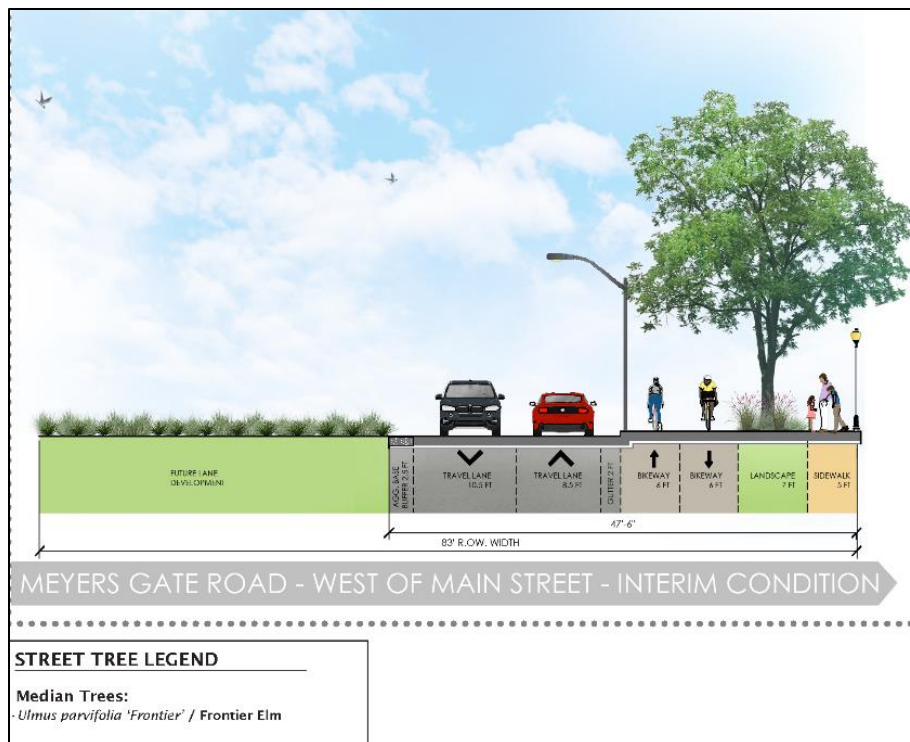 FUTURE LANE
DEVELOPMENT
AGG. BASE
BUFFER 2.5 FT
TRAVEL LANE
10.5 FT
TRAVEL LANE
8.5 FT
GUTTER 2 FT
BIKEWAY
6 FT
BIKEWAY
6 FT
LANDSCAPE
7 FT
SIDEWALK
5 FT
47'-6"
83' R.OW. WIDTH
MEYERS GATE ROAD - WEST OF MAIN STREET - INTERIM CONDITION
STREET TREE LEGEND
Median Trees:
- Ulmus parvifolia 'Frontier' / Frontier Elm